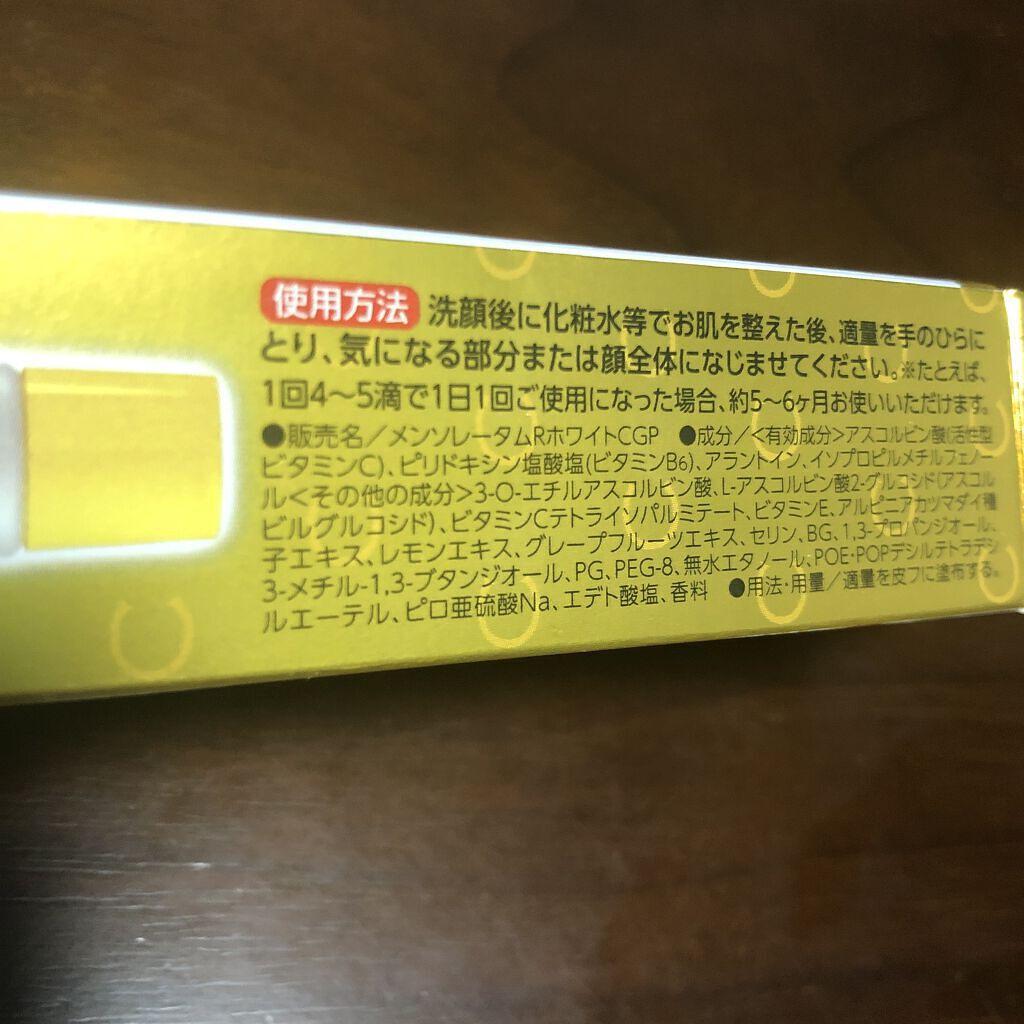 使用方法 洗顔後に化粧水等でお肌を整えた後、適量を手のひらに
とり、気になる部分または顔全体になじませてください。※たとえば、
1回4～5滴で1日1回ご使用になった場合、約5～6ヶ月お使いいただけます。
●販売名／メンソレータムRホワイトCGP ●成分／<有効成分>アスコルビン酸(活性型
ビタミンC)、ピリドキシン塩酸塩(ビタミンB6)、アラントイン、イソプロピルメチルフェノー
ル<その他の成分>3-O-エチルアスコルビン酸、L-アスコルビン酸2-グルコシド(アスコル
ビルグルコシド)、ビタミンCテトライソパルミテート、ビタミンE、アルピニアカツマダイ種
子エキス、レモンエキス、グレープフルーツエキス、セリン、BG、1,3-プロパンジオール、
3-メチル-1,3-ブタンジオール、PG、PEG-8、無水エタノール、POE・POPデシルテトラデシ
ルエーテル、ピロ亜硫酸Na、エデト酸塩、香料 ●用法・用量／適量を皮フに塗布する。